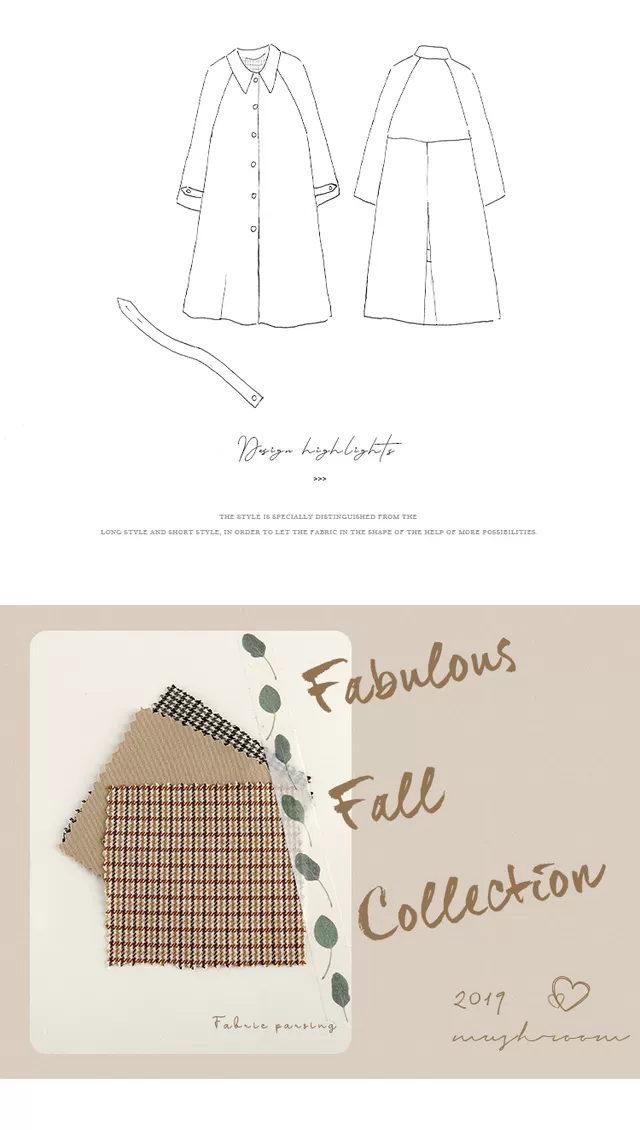 Design highlights
>>>
THE STYLE IS SPECIALLY DISTINGUISHED FROM THE
LONG STYLE AND SHORT STYLE, IN ORDER TO LET THE FABRIC IN THE SHAPE OF THE HELP OF MORE POSSIBILITIES.
Fabulous
Fall
Collection
Fabric parsing
2019
mushroom